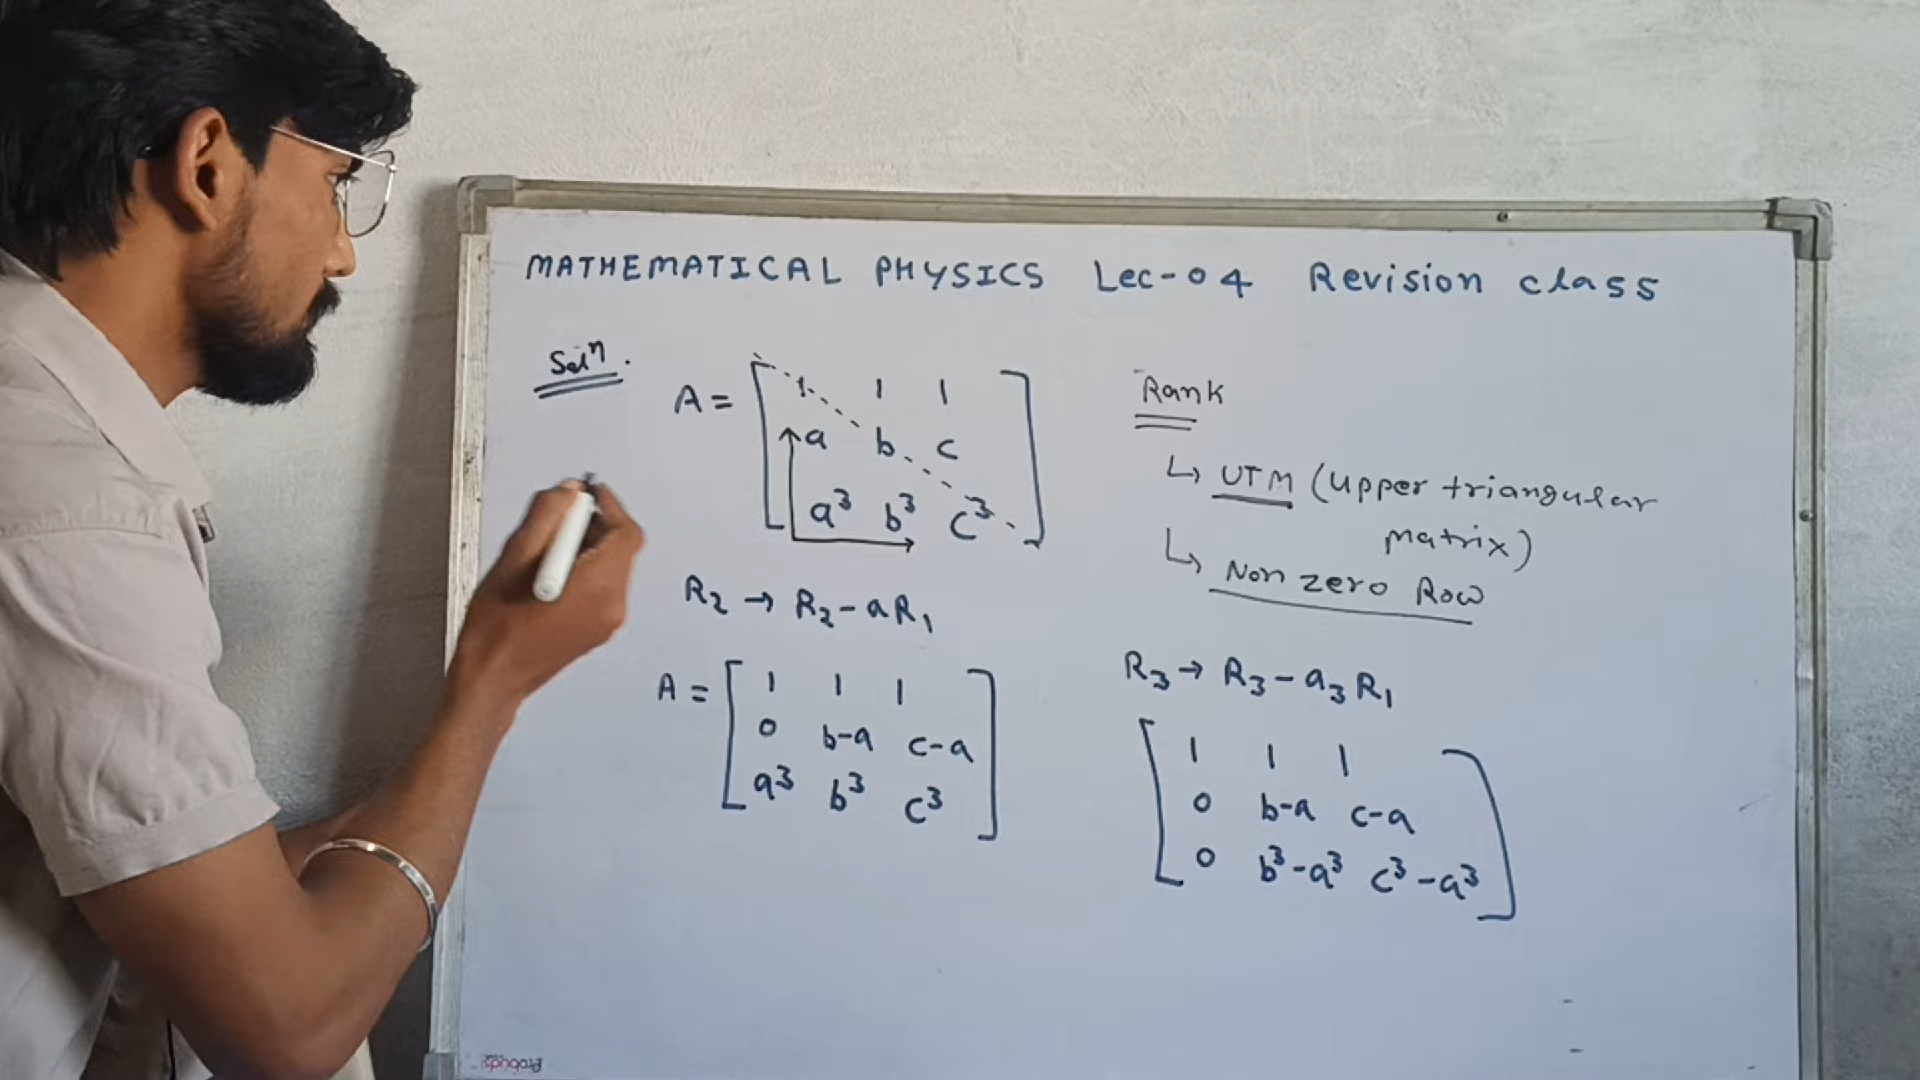 MATHEMATICAL PHYSICS Lec-04 Revision class
Solⁿ.
A =
1 1 1
a b c
a³ b³ c³
R₂ → R₂ - aR₁
A =
1 1 1
0 b-a c-a
a³ b³ c³
Rank
↳ UTM (Upper triangular
matrix)
↳ Non zero Row
R₃ → R₃ - a₃R₁
1 1 1
0 b-a c-a
0 b³-a³ c³-a³
Probuds